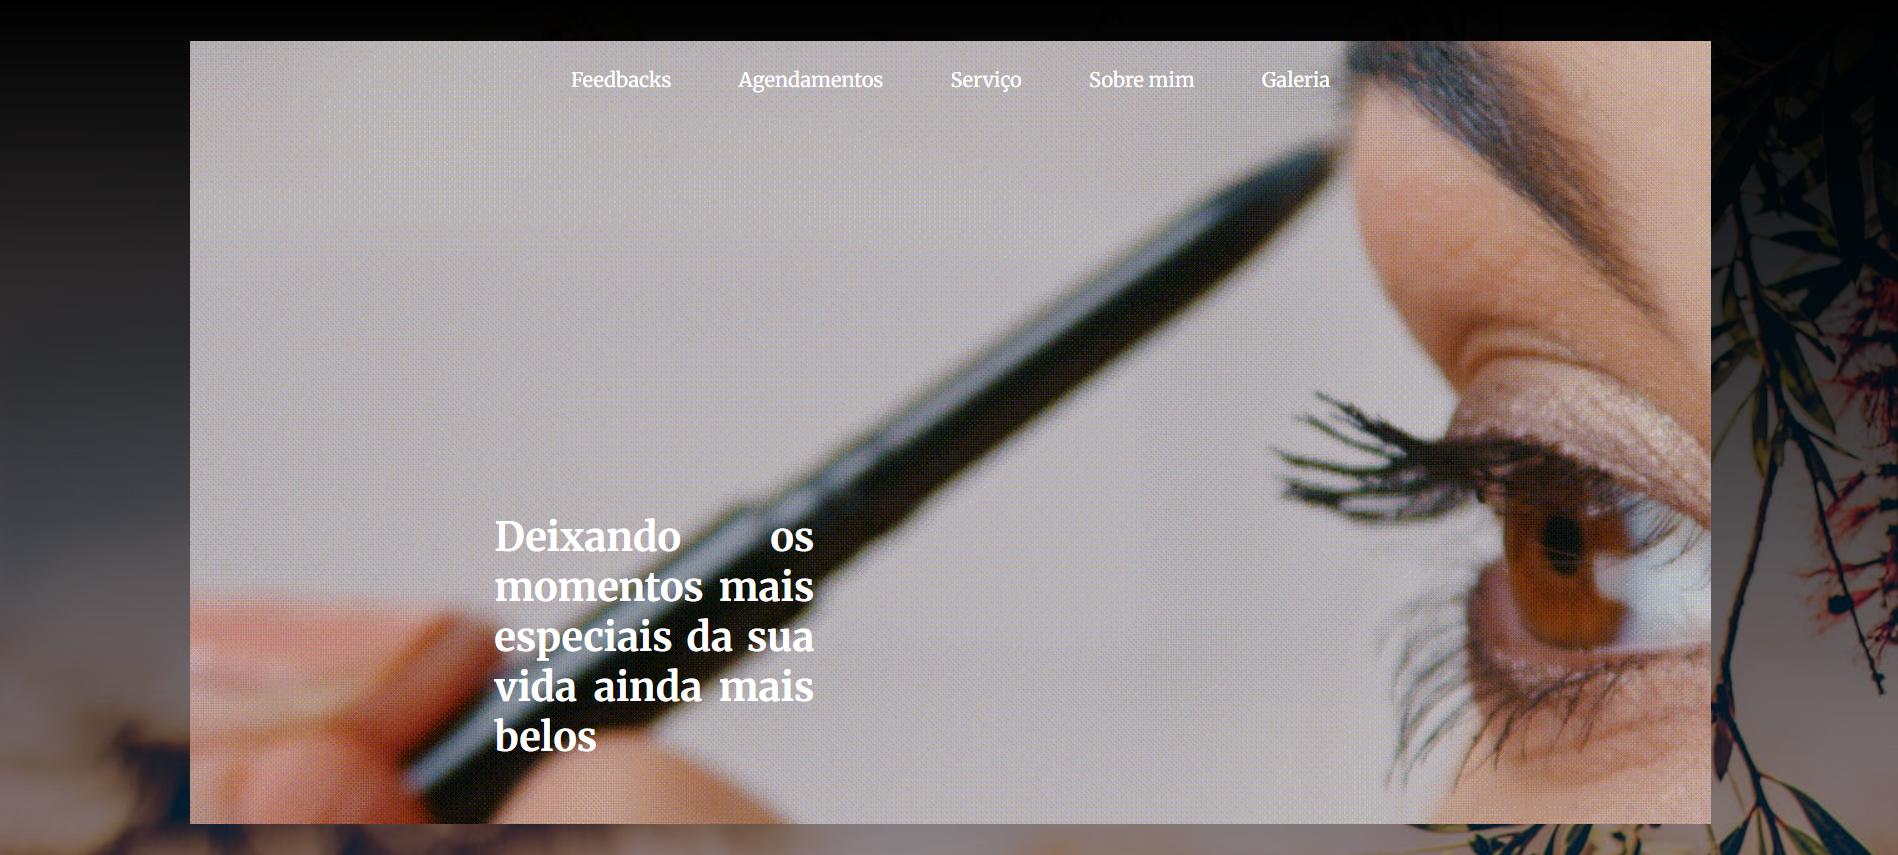 Feedbacks Agendamentos Serviço Sobre mim Galeria
Deixando os
momentos mais
especiais da sua
vida ainda mais
belos